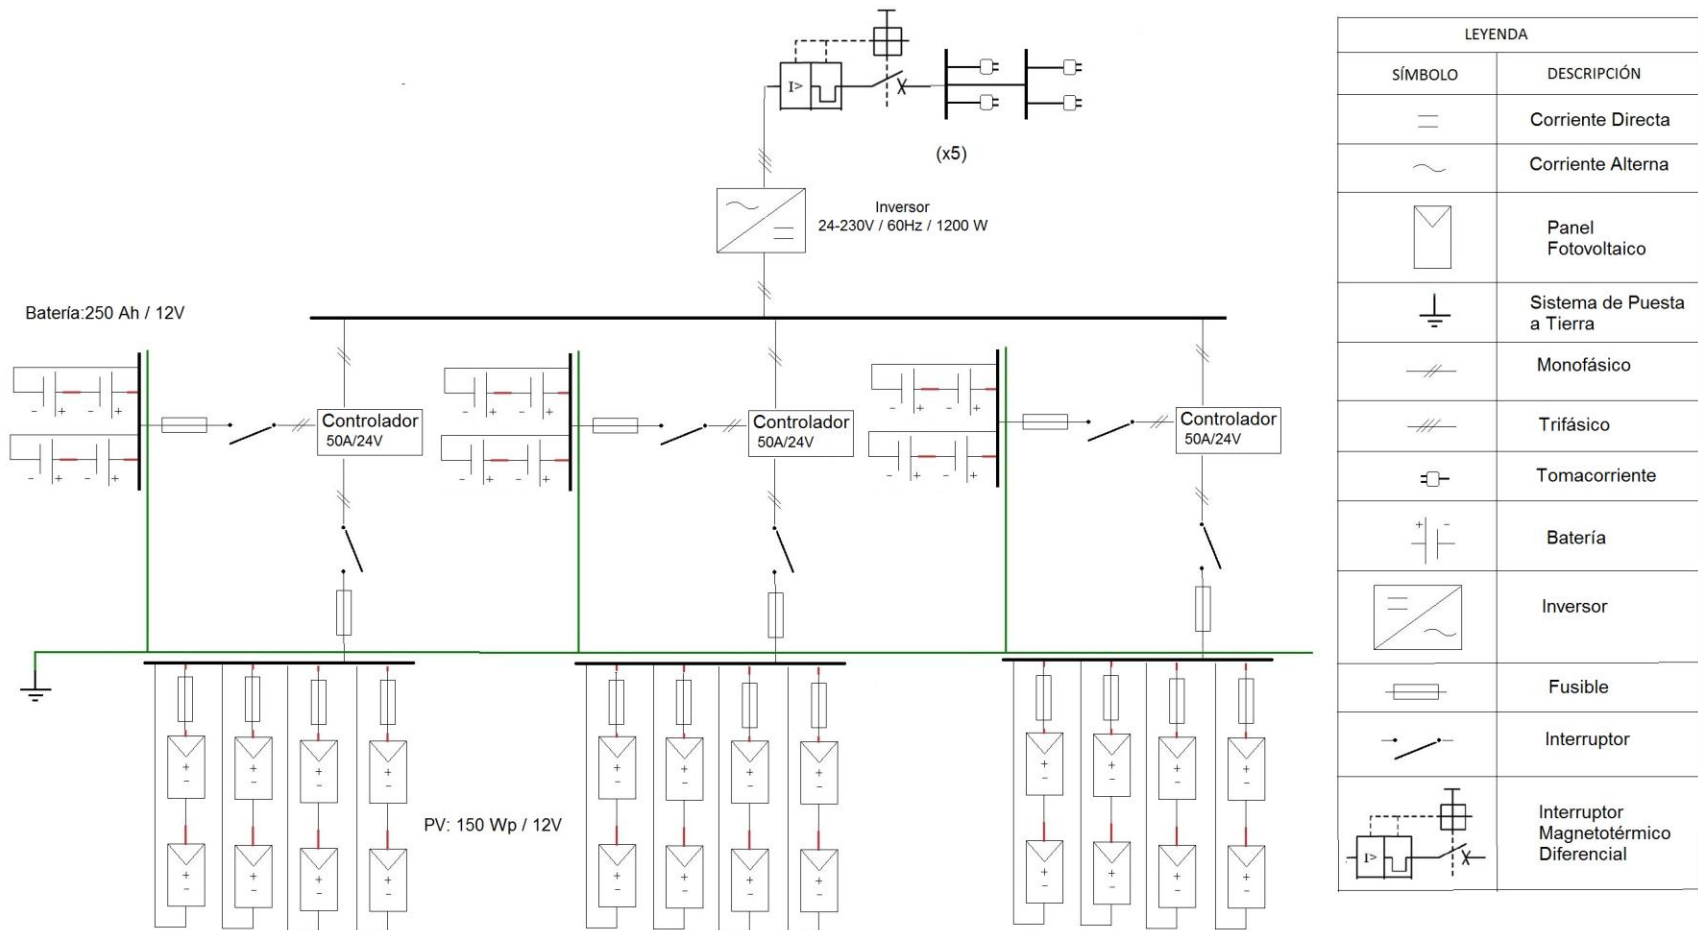 I>
(x5)
Inversor
24-230V / 60Hz / 1200 W
Batería:250 Ah / 12V
Controlador
50A/24V
Controlador
50A/24V
Controlador
50A/24V
PV: 150 Wp / 12V
LEYENDA
SÍMBOLO DESCRIPCIÓN
Corriente Directa
Corriente Alterna
Panel
Fotovoltaico
Sistema de Puesta
a Tierra
Monofásico
Trifásico
Tomacorriente
Batería
Inversor
Fusible
Interruptor
I>
Interruptor
Magnetotérmico
Diferencial